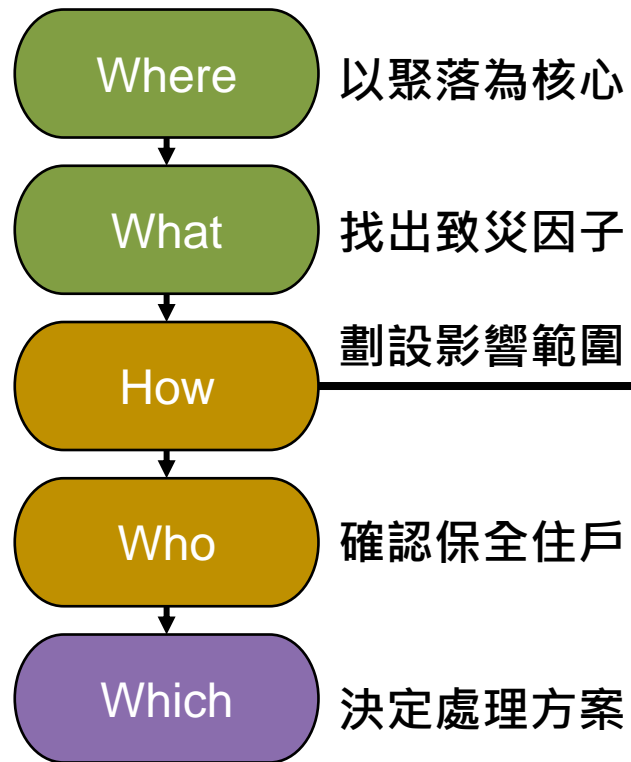 Where
以聚落為核心
What
找出致災因子
How
劃設影響範圍
Who
確認保全住戶
Which
決定處理方案